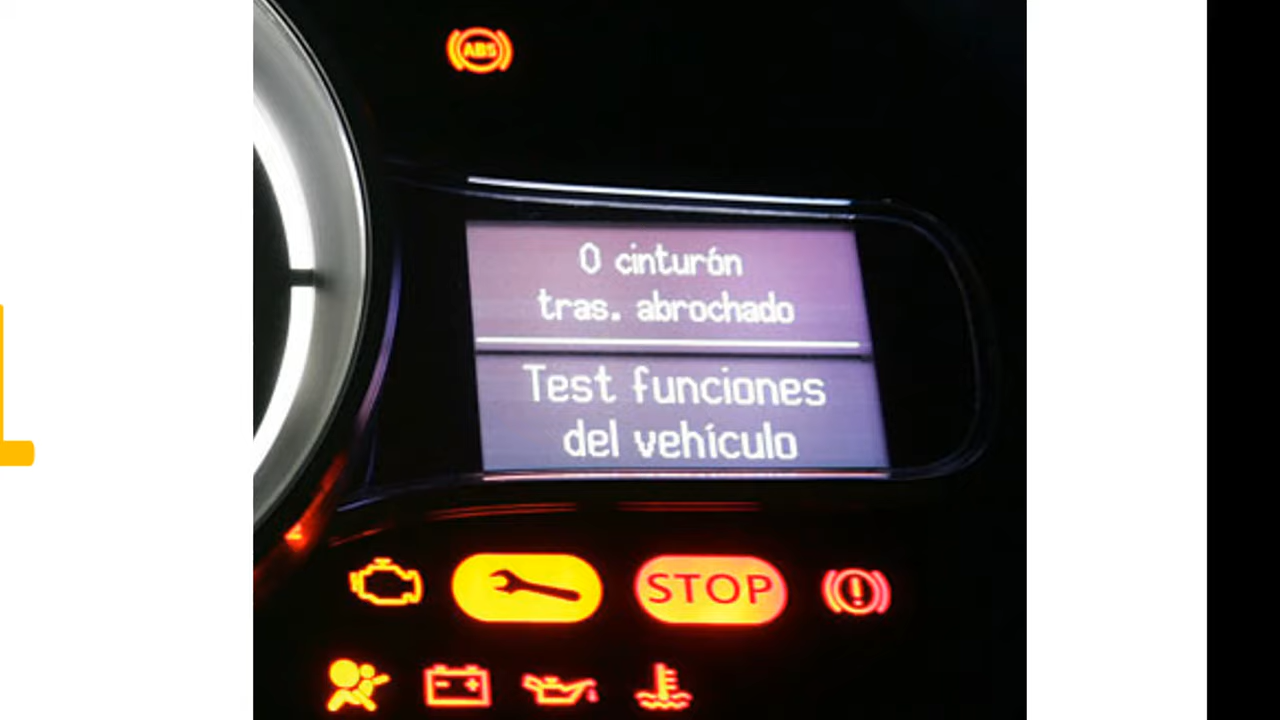 ABS
0 cinturón
tras. abrochado
Test funciones
del vehículo
STOP